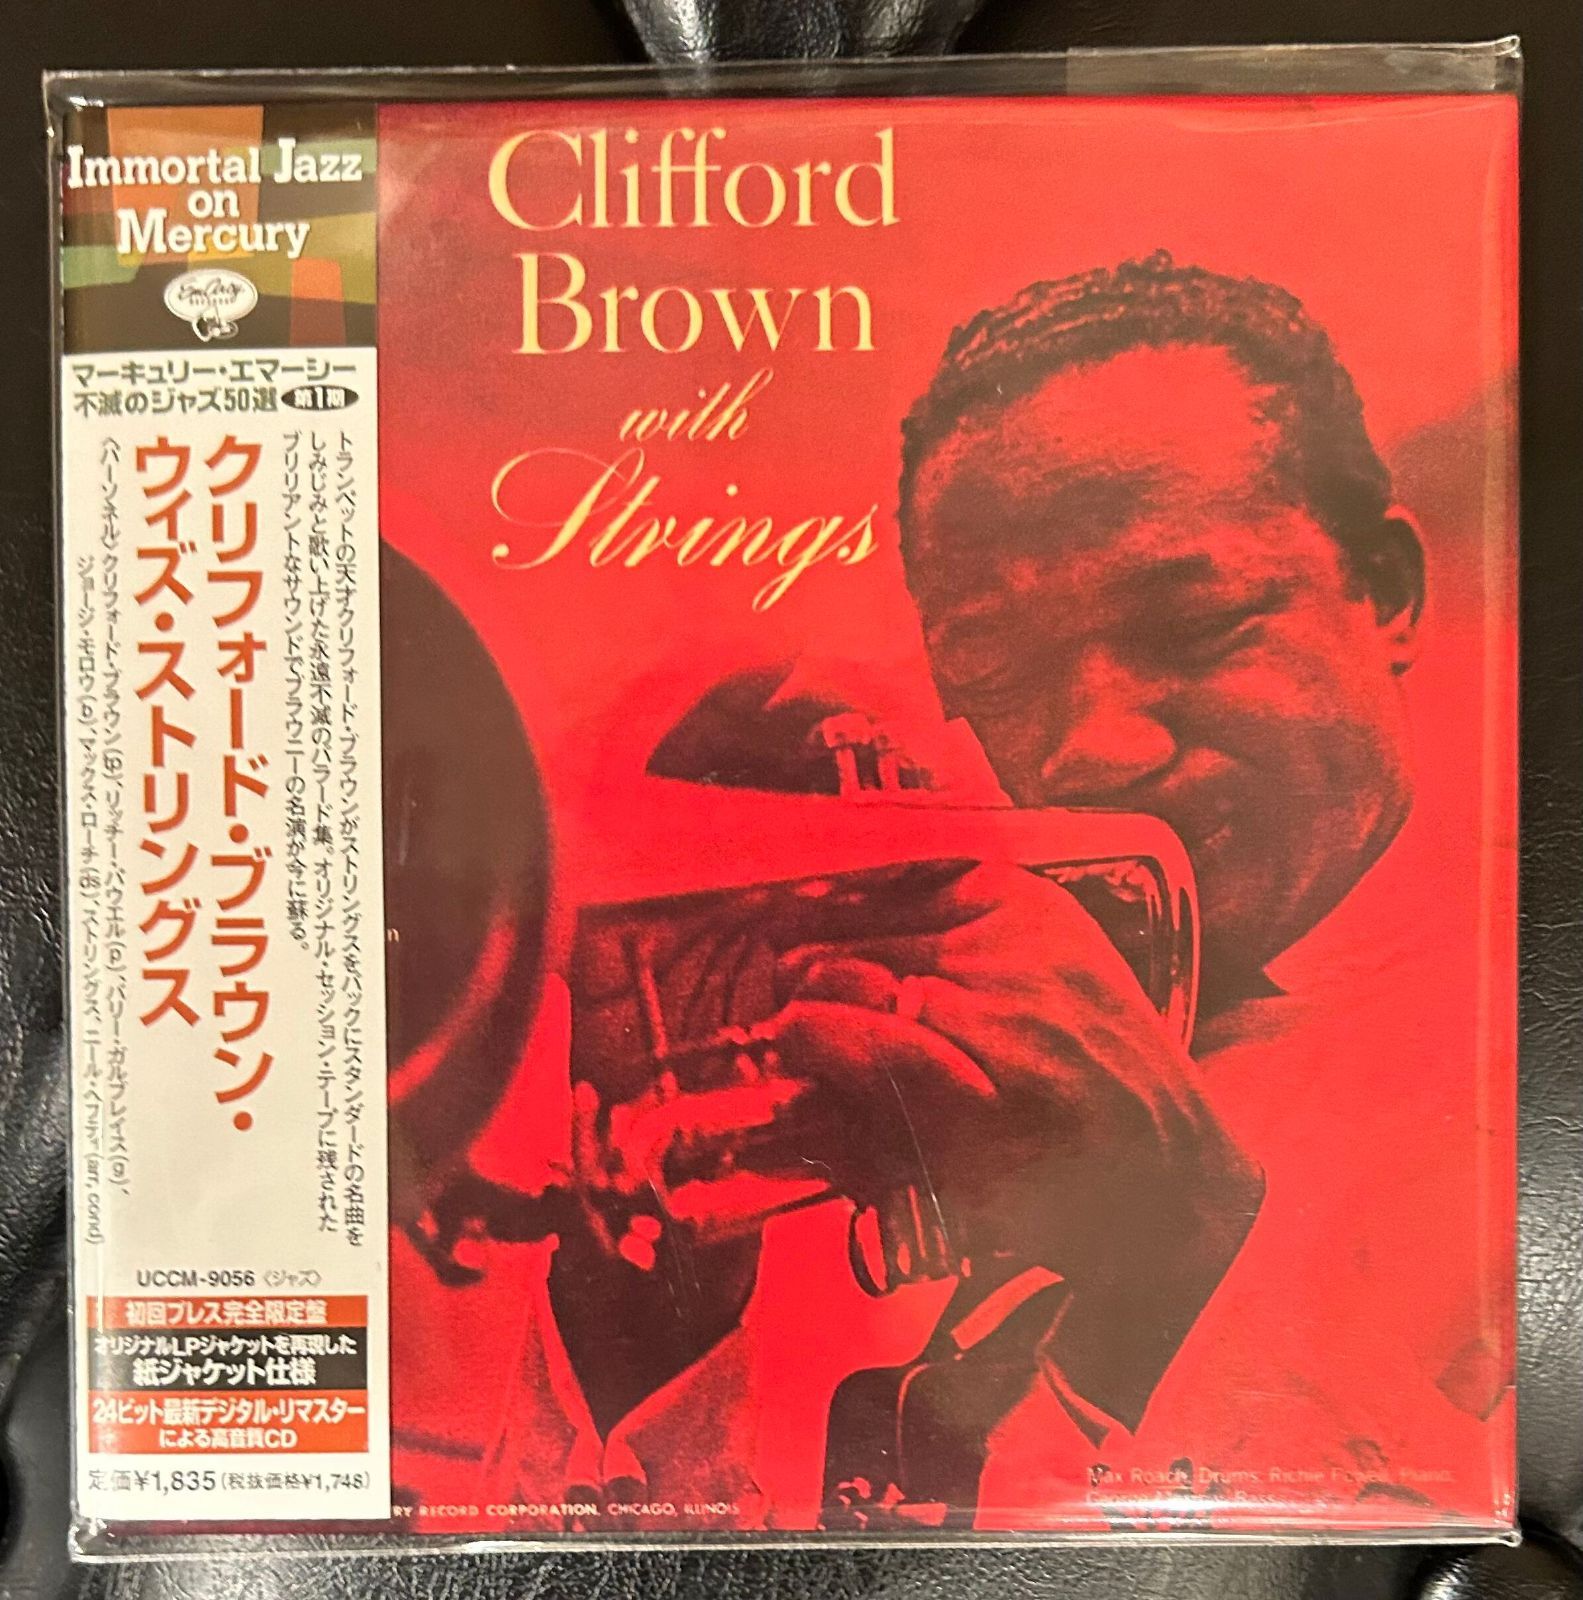 Immortal Jazz
on
Mercury
EmArcy
RECORDS
マーキュリー・エマーシー
不滅のジャズ50選 第1期
トランペットの天才クリフォード・ブラウンがストリングスをバックにスタンダードの名曲を
しみじみと歌い上げた永遠不滅のバラード集。オリジナル・セッション・テープに残された
ブリリアントなサウンドでブラウニーの名演が今に蘇る。
クリフォード・ブラウン・
ウィズ・ストリングス
〈パーソネル〉クリフォード・ブラウン(tp)、リッチー・パウエル(p)、バリー・ガルブレイス(g)、
ジョージ・モロウ(b)、マックス・ローチ(ds)、ストリングス、ニール・ヘフティ(arr, cond)
UCCM-9056〈ジャズ〉
初回プレス完全限定盤
オリジナルLPジャケットを再現した
紙ジャケット仕様
24ビット最新デジタル・リマスター
による高音質CD
定価¥1,835(税抜価格¥1,748)
Clifford
Brown
with
Strings
n
Max Roach, Drums; Richie Powell, Piano;
RY RECORD CORPORATION, CHICAGO, ILLINOIS